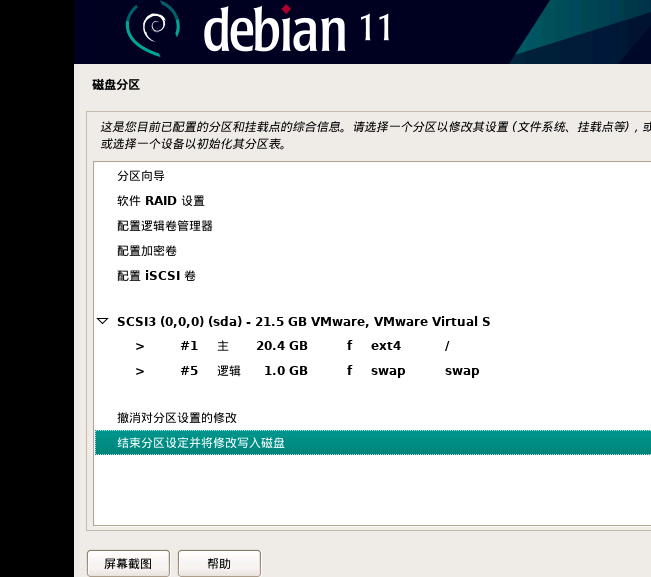 debian 11
磁盘分区
这是您目前已配置的分区和挂载点的综合信息。请选择一个分区以修改其设置 (文件系统、挂载点等) , 或
或选择一个设备以初始化其分区表。
分区向导
软件 RAID 设置
配置逻辑卷管理器
配置加密卷
配置 iSCSI 卷
SCSI3 (0,0,0) (sda) - 21.5 GB VMware, VMware Virtual S
> #1 主 20.4 GB f ext4 /
> #5 逻辑 1.0 GB f swap swap
撤消对分区设置的修改
结束分区设定并将修改写入磁盘
屏幕截图 帮助